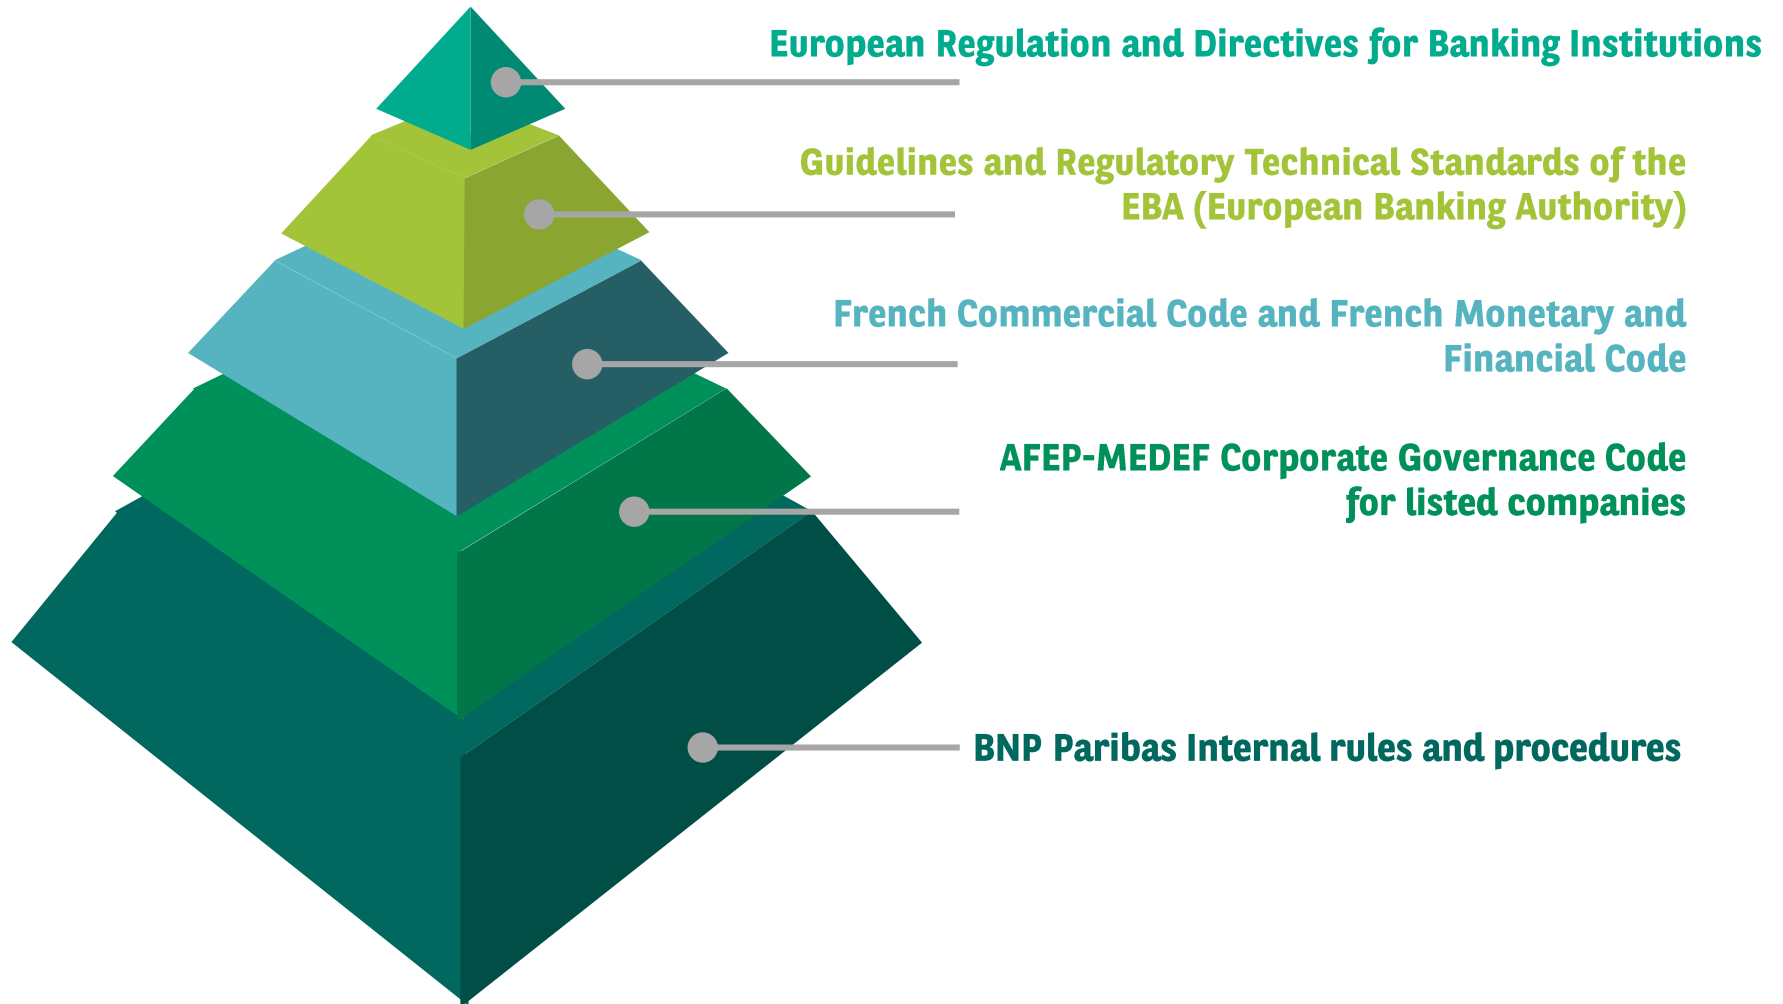 European Regulation and Directives for Banking Institutions
Guidelines and Regulatory Technical Standards of the
EBA (European Banking Authority)
French Commercial Code and French Monetary and
Financial Code
AFEP-MEDEF Corporate Governance Code
for listed companies
BNP Paribas Internal rules and procedures